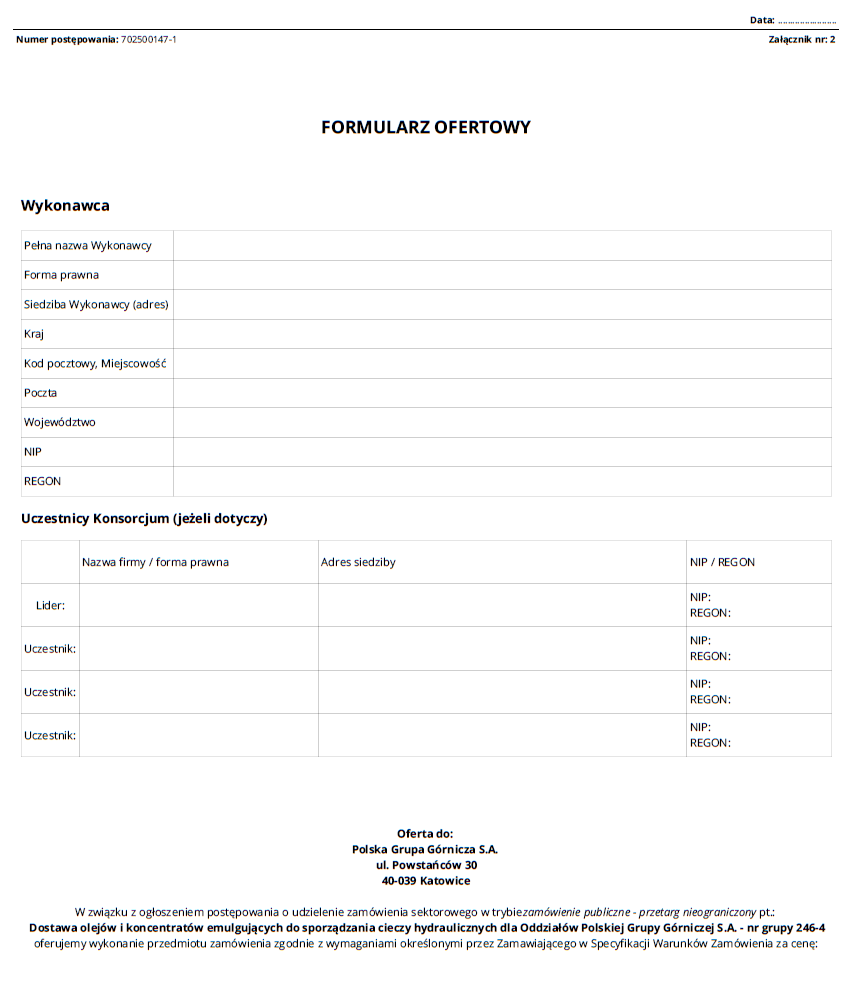 Data: ........................
Numer postępowania: 702500147-1 Załącznik nr: 2
FORMULARZ OFERTOWY
Wykonawca
Pełna nazwa Wykonawcy
Forma prawna
Siedziba Wykonawcy (adres)
Kraj
Kod pocztowy, Miejscowość
Poczta
Województwo
NIP
REGON
Uczestnicy Konsorcjum (jeżeli dotyczy)
Nazwa firmy / forma prawna Adres siedziby NIP / REGON
Lider: NIP:
REGON:
Uczestnik: NIP:
REGON:
Uczestnik: NIP:
REGON:
Uczestnik: NIP:
REGON:
Oferta do:
Polska Grupa Górnicza S.A.
ul. Powstańców 30
40-039 Katowice
W związku z ogłoszeniem postępowania o udzielenie zamówienia sektorowego w trybiezamówienie publiczne - przetarg nieograniczony pt.:
Dostawa olejów i koncentratów emulgujących do sporządzania cieczy hydraulicznych dla Oddziałów Polskiej Grupy Górniczej S.A. - nr grupy 246-4
oferujemy wykonanie przedmiotu zamówienia zgodnie z wymaganiami określonymi przez Zamawiającego w Specyfikacji Warunków Zamówienia za cenę: